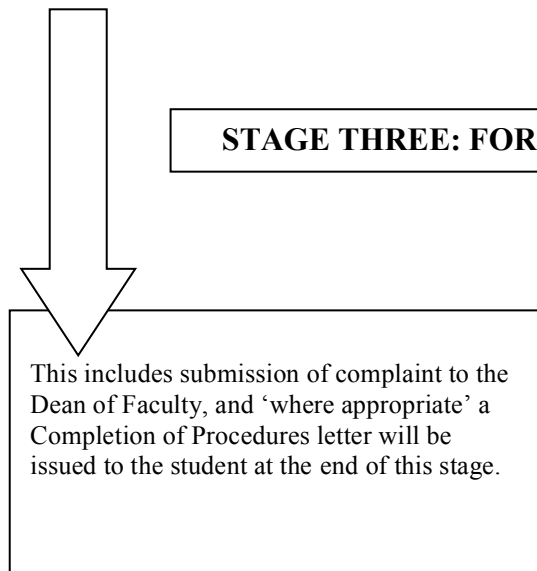 STAGE THREE: FOR
This includes submission of complaint to the
Dean of Faculty, and ‘where appropriate’ a
Completion of Procedures letter will be
issued to the student at the end of this stage.